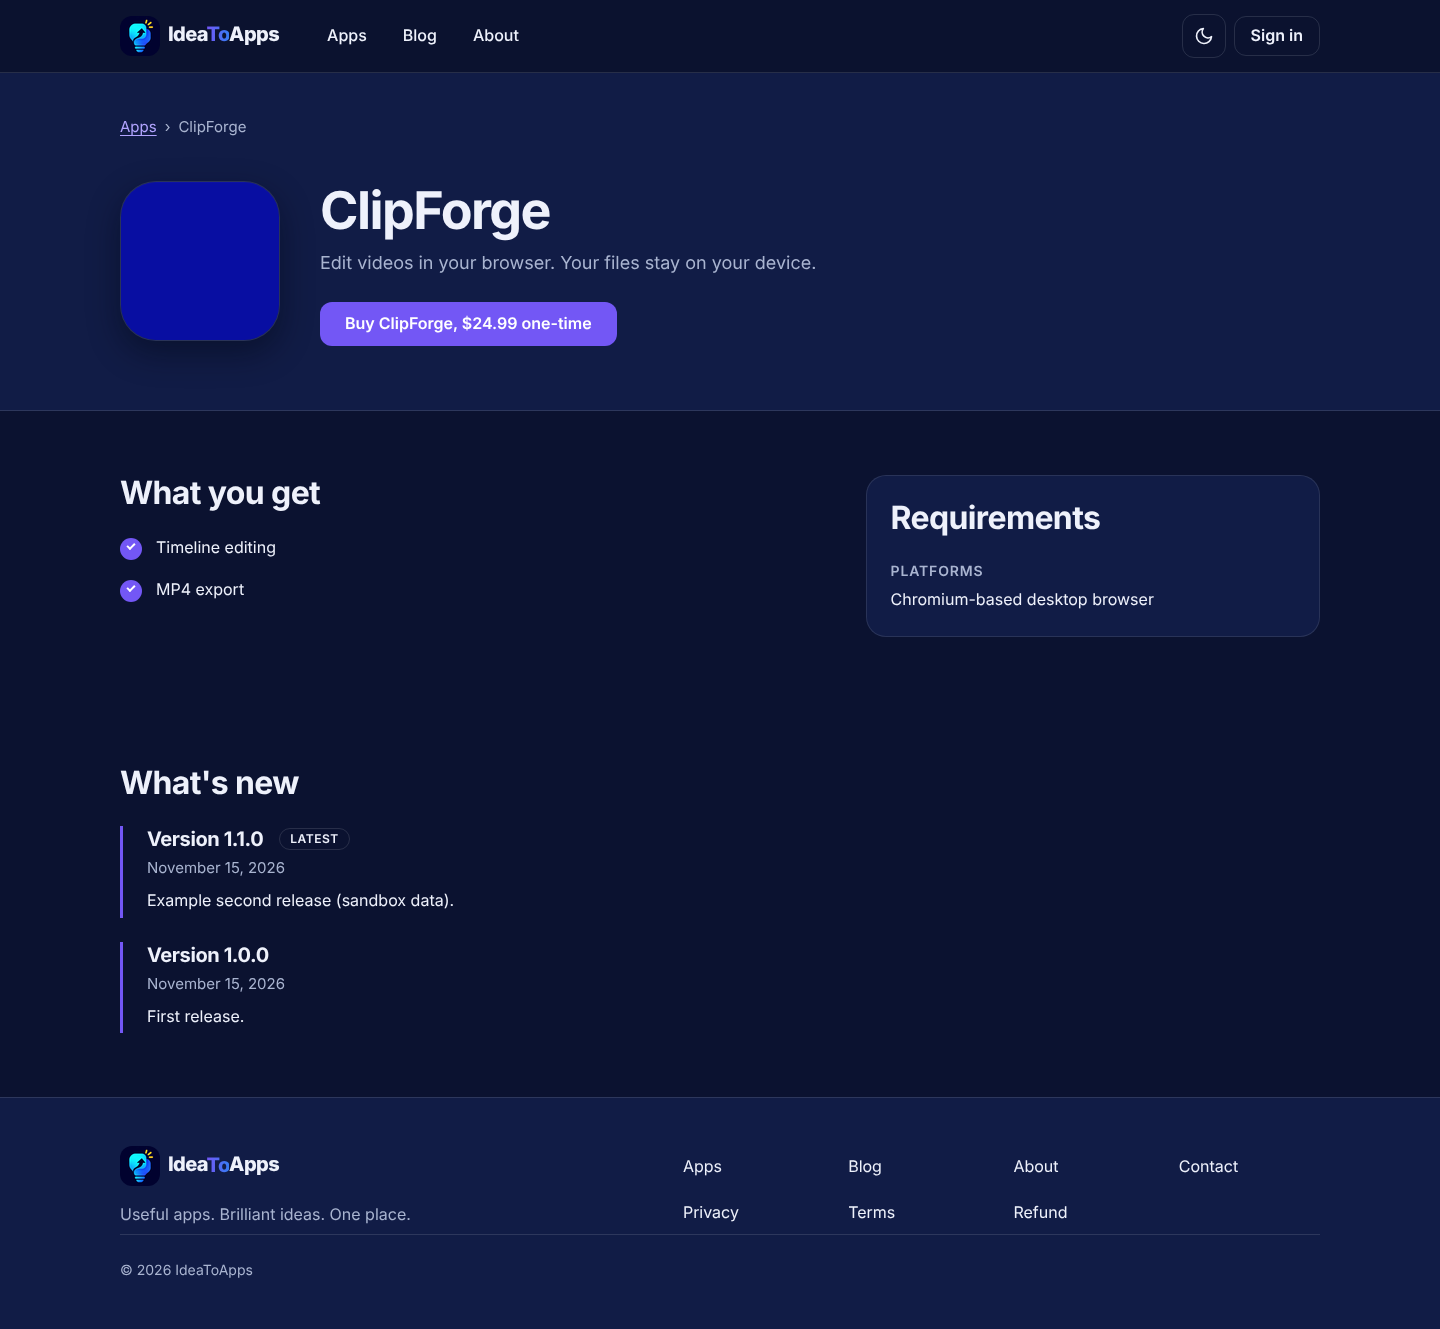 IdeaToApps
Apps
Blog
About
Sign in
Apps › ClipForge
ClipForge
Edit videos in your browser. Your files stay on your device.
Buy ClipForge, $24.99 one-time
What you get
Timeline editing
MP4 export
Requirements
PLATFORMS
Chromium-based desktop browser
What's new
Version 1.1.0 LATEST
November 15, 2026
Example second release (sandbox data).
Version 1.0.0
November 15, 2026
First release.
IdeaToApps
Useful apps. Brilliant ideas. One place.
Apps Blog About Contact
Privacy Terms Refund
© 2026 IdeaToApps